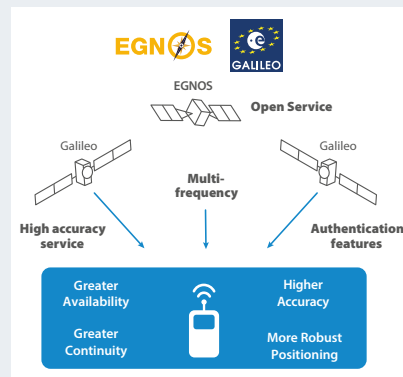 EGNOS
GALILEO
EGNOS
Open Service
Galileo
Galileo
Multi-
frequency
High accuracy
service
Authentication
features
Greater
Availability
Higher
Accuracy
Greater
Continuity
More Robust
Positioning